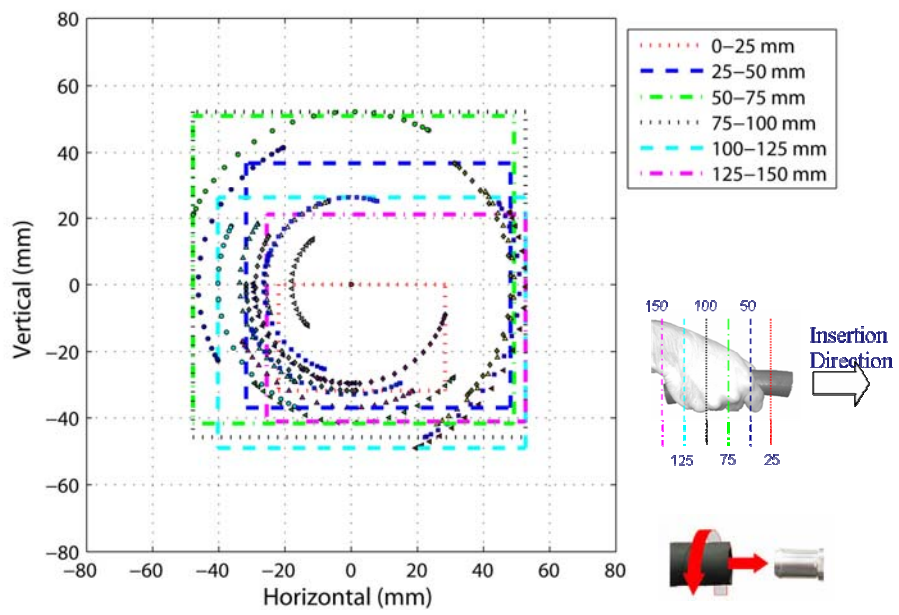 80
60
40
20
0
−20
−40
−60
−80
−80
−60
−40
−20
0
20
40
60
80
Vertical (mm)
Horizontal (mm)
0−25 mm
25−50 mm
50−75 mm
75−100 mm
100−125 mm
125−150 mm
150 100 50
Insertion
Direction
125 75 25